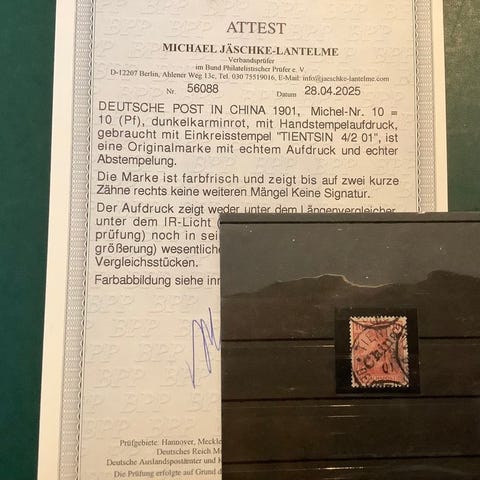 ATTEST
MICHAEL JÄSCHKE-LANTELME
Verbandsprüfer
im Bund Philatelistischer Prüfer e. V.
D-12207 Berlin, Ahlener Weg 13c, Tel. 030 75519016, E-Mail: info@jaeschke-lantelme.com
Nr. 56088 Datum 28.04.2025
DEUTSCHE POST IN CHINA 1901, Michel-Nr. 10 =
10 (Pf), dunkelkarminrot, mit Handstempelaufdruck,
gebraucht mit Einkreisstempel "TIENTSIN 4/2 01", ist
eine Originalmarke mit echtem Aufdruck und echter
Abstempelung.
Die Marke ist farbfrisch und zeigt bis auf zwei kurze
Zähne rechts keine weiteren Mängel Keine Signatur.
Der Aufdruck zeigt weder unter dem Längenvergleicher
unter dem IR-Licht
prüfung) noch in sei
größerung) wesentliche
Vergleichsstücken.
Farbabbildung siehe inn
China
01
Prüfgebiete: Hannover, Meckle
Deutsches Reich M
Deutsche Auslandspostämter und K
Die Prüfung erfolgte auf Grund d